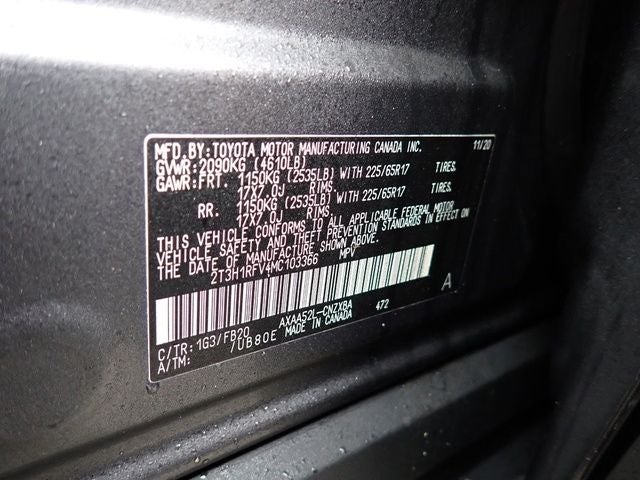 MFD.BY:TOYOTA MOTOR MANUFACTURING CANADA INC. 11/20
GVWR:2090KG (4610LB)
GAWR:FRT. 1150KG (2535LB) WITH 225/65R17 TIRES.
17X7.0J RIMS.
RR. 1150KG (2535LB) WITH 225/65R17 TIRES.
17X7.0J RIMS.
THIS VEHICLE CONFORMS TO ALL APPLICABLE FEDERAL MOTOR
VEHICLE SAFETY AND THEFT PREVENTION STANDARDS IN EFFECT ON
THE DATE OF MANUFACTURE SHOWN ABOVE.
2T3H1RFV4MC103366 MPV
A
C/TR:1G3/FB20 AXAA52L-CNZXBA 472
A/TM: /UB80E MADE IN CANADA